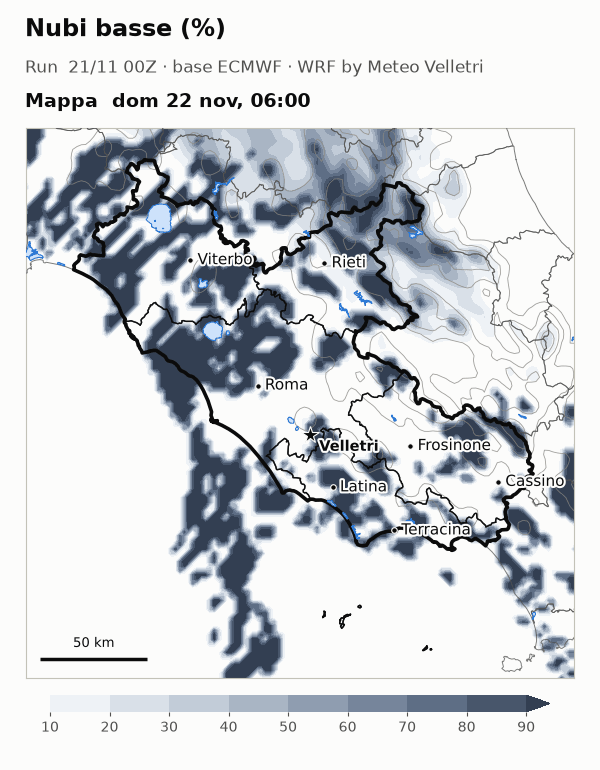 Nubi basse (%)
Run  21/11 00Z · base ECMWF · WRF by Meteo Velletri
Mappa  dom 22 nov, 06:00
Viterbo
Rieti
Roma
Velletri
Frosinone
Cassino
Latina
Terracina
50 km
10 20 30 40 50 60 70 80 90